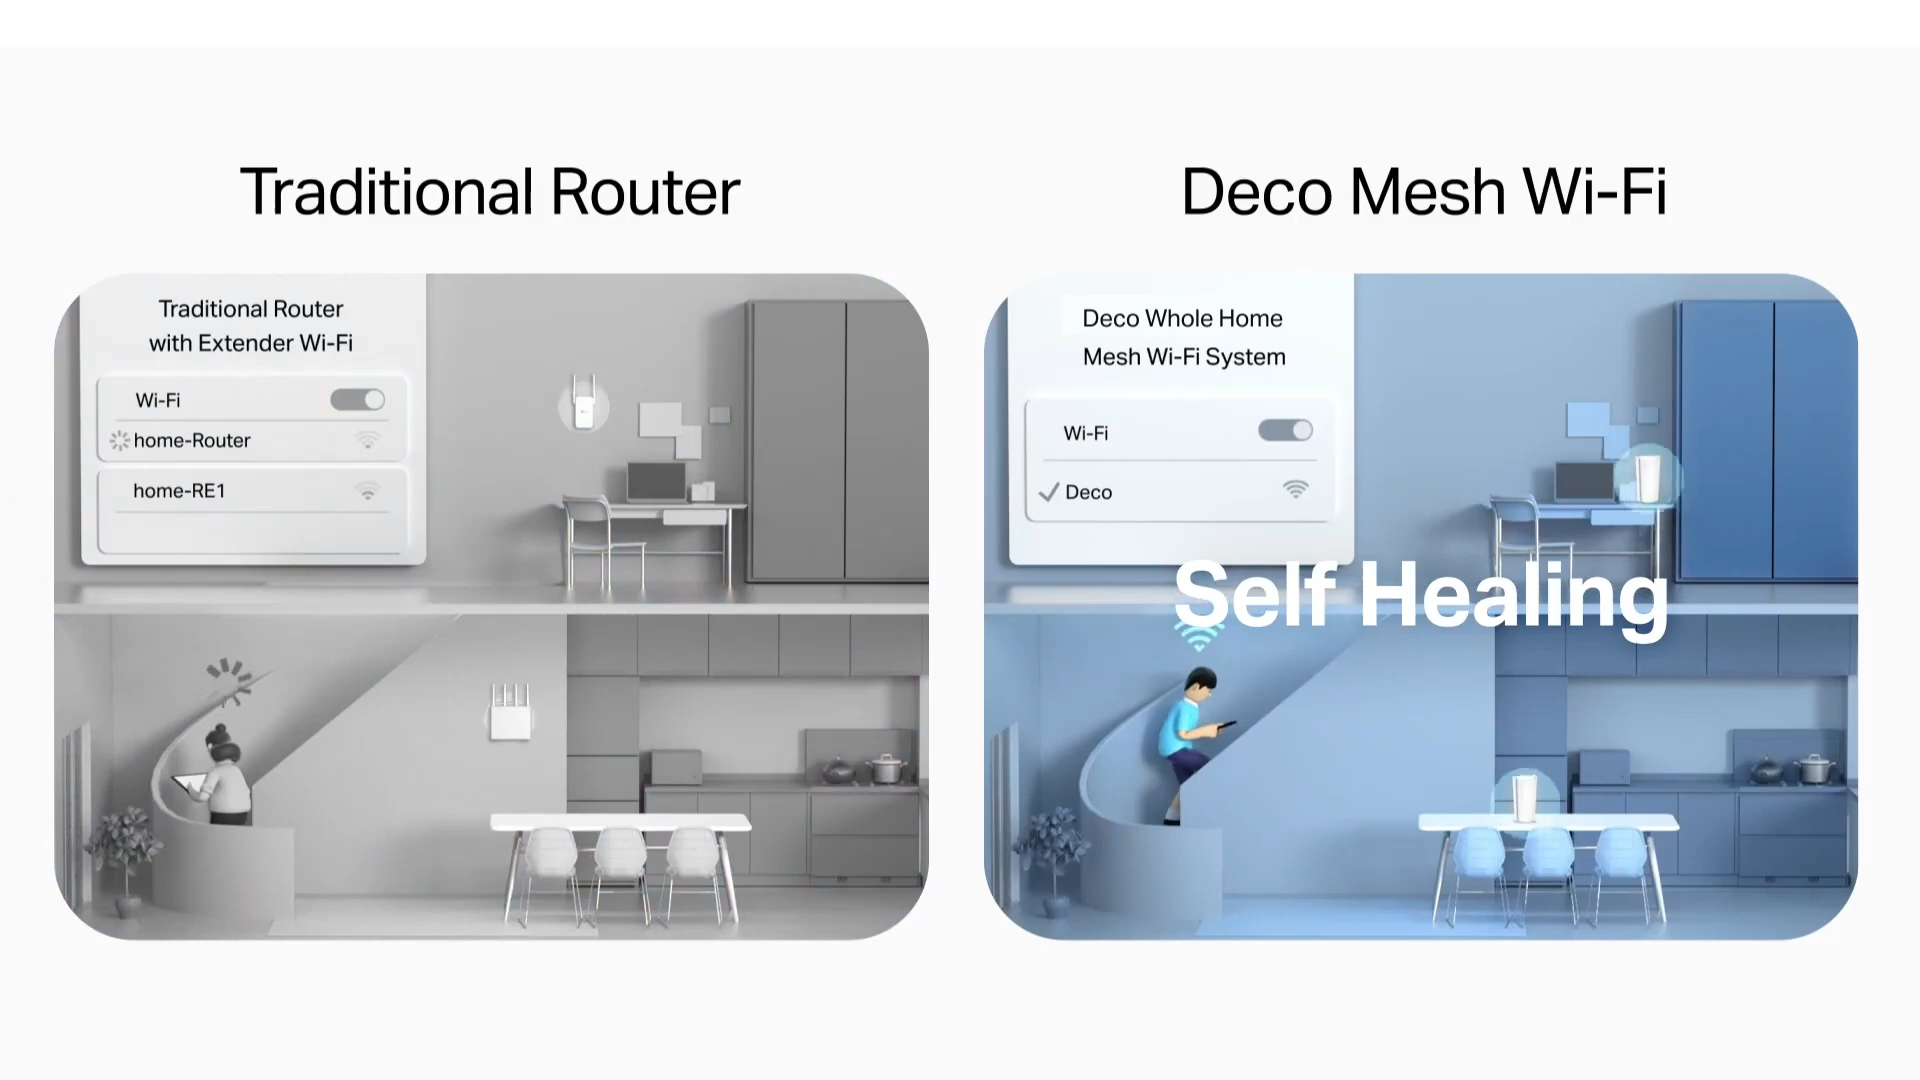 Traditional Router
Deco Mesh Wi-Fi
Traditional Router
with Extender Wi-Fi
Wi-Fi
home-Router
home-RE1
Deco Whole Home
Mesh Wi-Fi System
Wi-Fi
Deco
Self Healing